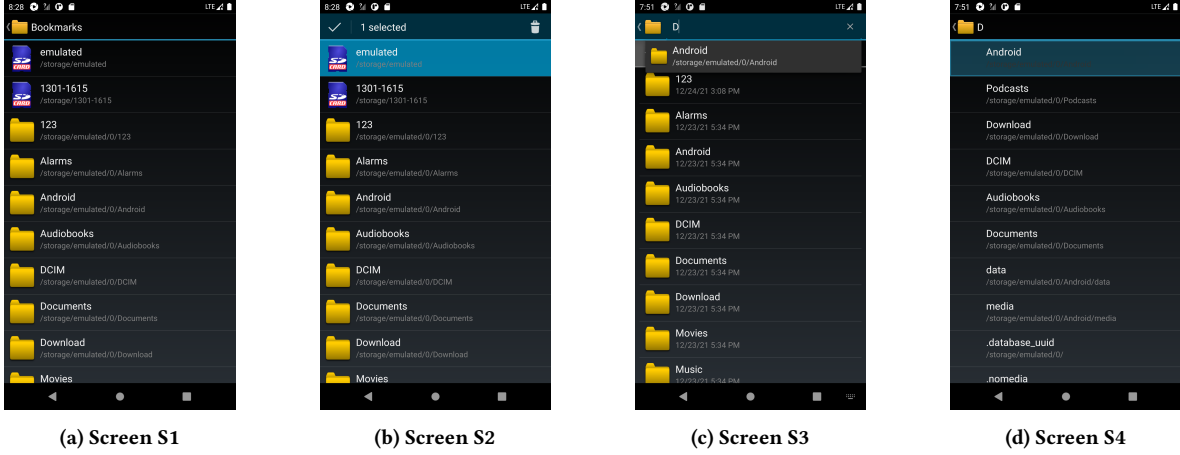 8:28
LTE
Bookmarks
emulated
/storage/emulated
1301-1615
/storage/1301-1615
123
/storage/emulated/0/123
Alarms
/storage/emulated/0/Alarms
Android
/storage/emulated/0/Android
Audiobooks
/storage/emulated/0/Audiobooks
DCIM
/storage/emulated/0/DCIM
Documents
/storage/emulated/0/Documents
Download
/storage/emulated/0/Download
Movies
(a) Screen S1
8:28
LTE
1 selected
emulated
/storage/emulated
1301-1615
/storage/1301-1615
123
/storage/emulated/0/123
Alarms
/storage/emulated/0/Alarms
Android
/storage/emulated/0/Android
Audiobooks
/storage/emulated/0/Audiobooks
DCIM
/storage/emulated/0/DCIM
Documents
/storage/emulated/0/Documents
Download
/storage/emulated/0/Download
Movies
(b) Screen S2
7:51
LTE
D
Android
/storage/emulated/0/Android
123
12/24/21 3:08 PM
Alarms
12/23/21 5:34 PM
Android
12/23/21 5:34 PM
Audiobooks
12/23/21 5:34 PM
DCIM
12/23/21 5:34 PM
Documents
12/23/21 5:34 PM
Download
12/23/21 5:34 PM
Movies
12/23/21 5:34 PM
Music
12/23/21 5:34 PM
(c) Screen S3
7:51
LTE
D
Android
Podcasts
/storage/emulated/0/Podcasts
Download
/storage/emulated/0/Download
DCIM
/storage/emulated/0/DCIM
Audiobooks
/storage/emulated/0/Audiobooks
Documents
/storage/emulated/0/Documents
data
/storage/emulated/0/Android/data
media
/storage/emulated/0/Android/media
.database_uuid
/storage/emulated/0/
.nomedia
(d) Screen S4